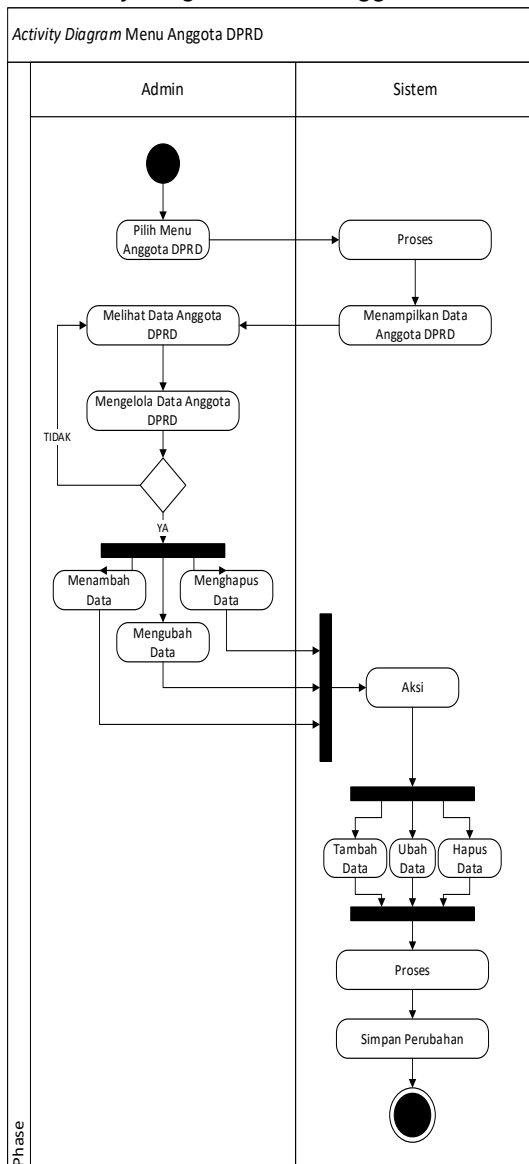 Activity Diagram Menu Anggota DPRD
Admin
Sistem
Pilih Menu
Anggota DPRD
Proses
Melihat Data Anggota
DPRD
Menampilkan Data
Anggota DPRD
Mengelola Data Anggota
DPRD
TIDAK
YA
Menambah
Data
Menghapus
Data
Mengubah
Data
Aksi
Tambah
Data
Ubah
Data
Hapus
Data
Proses
Simpan Perubahan
Phase